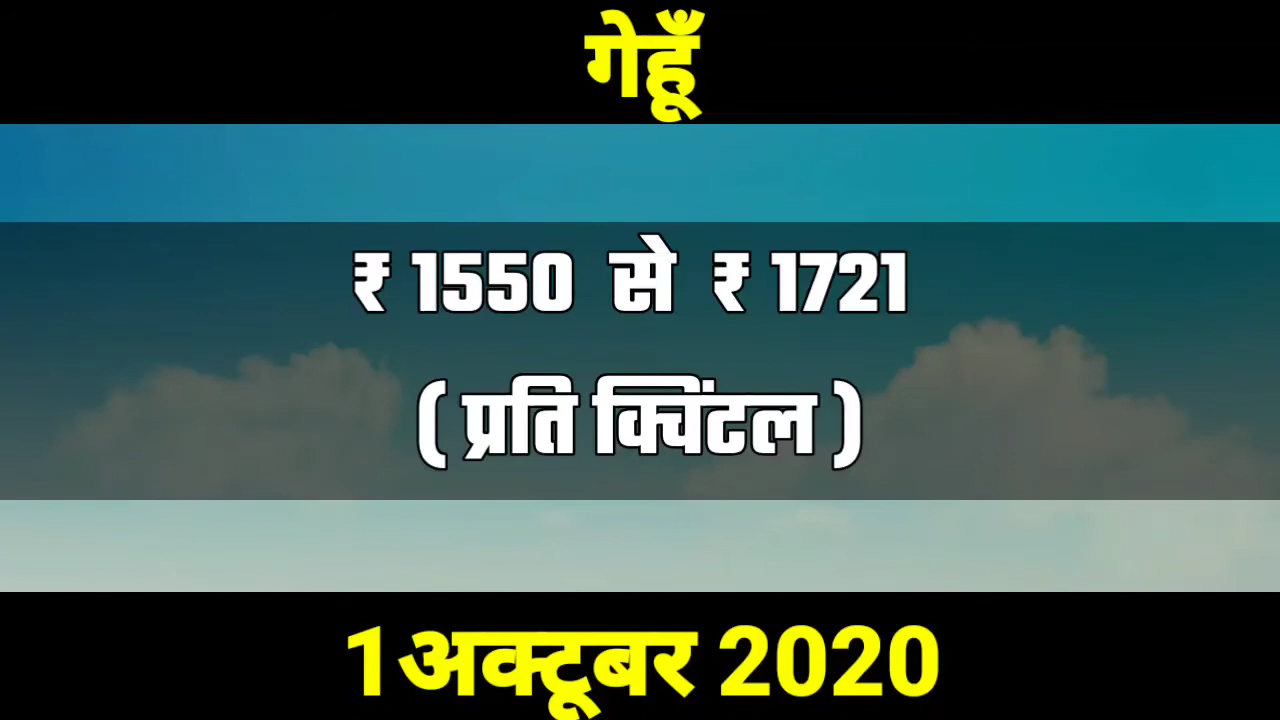 गेहूँ
₹ 1550 से ₹ 1721
( प्रति क्विंटल )
1अक्टूबर 2020